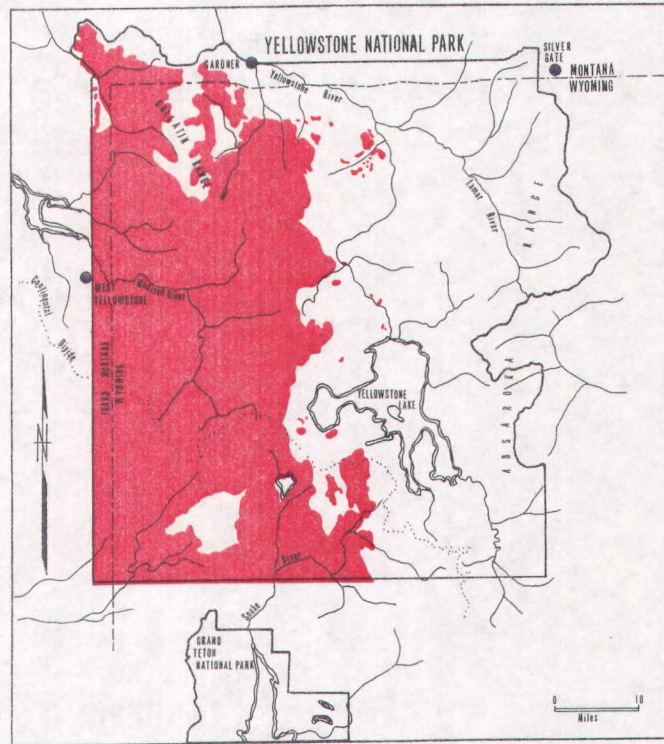 YELLOWSTONE NATIONAL PARK
GARDNER
SILVER
GATE
MONTANA
WYOMING
Yellowstone
River
GALLATIN
RANGE
Lamar
River
RANGE
ABSAROKA
Madison River
WEST
YELLOWSTONE
Continental
Divide
IDAHO MONTANA
WYOMING
YELLOWSTONE
LAKE
N
Snake
River
GRAND
TETON
NATIONAL PARK
0 10
Miles